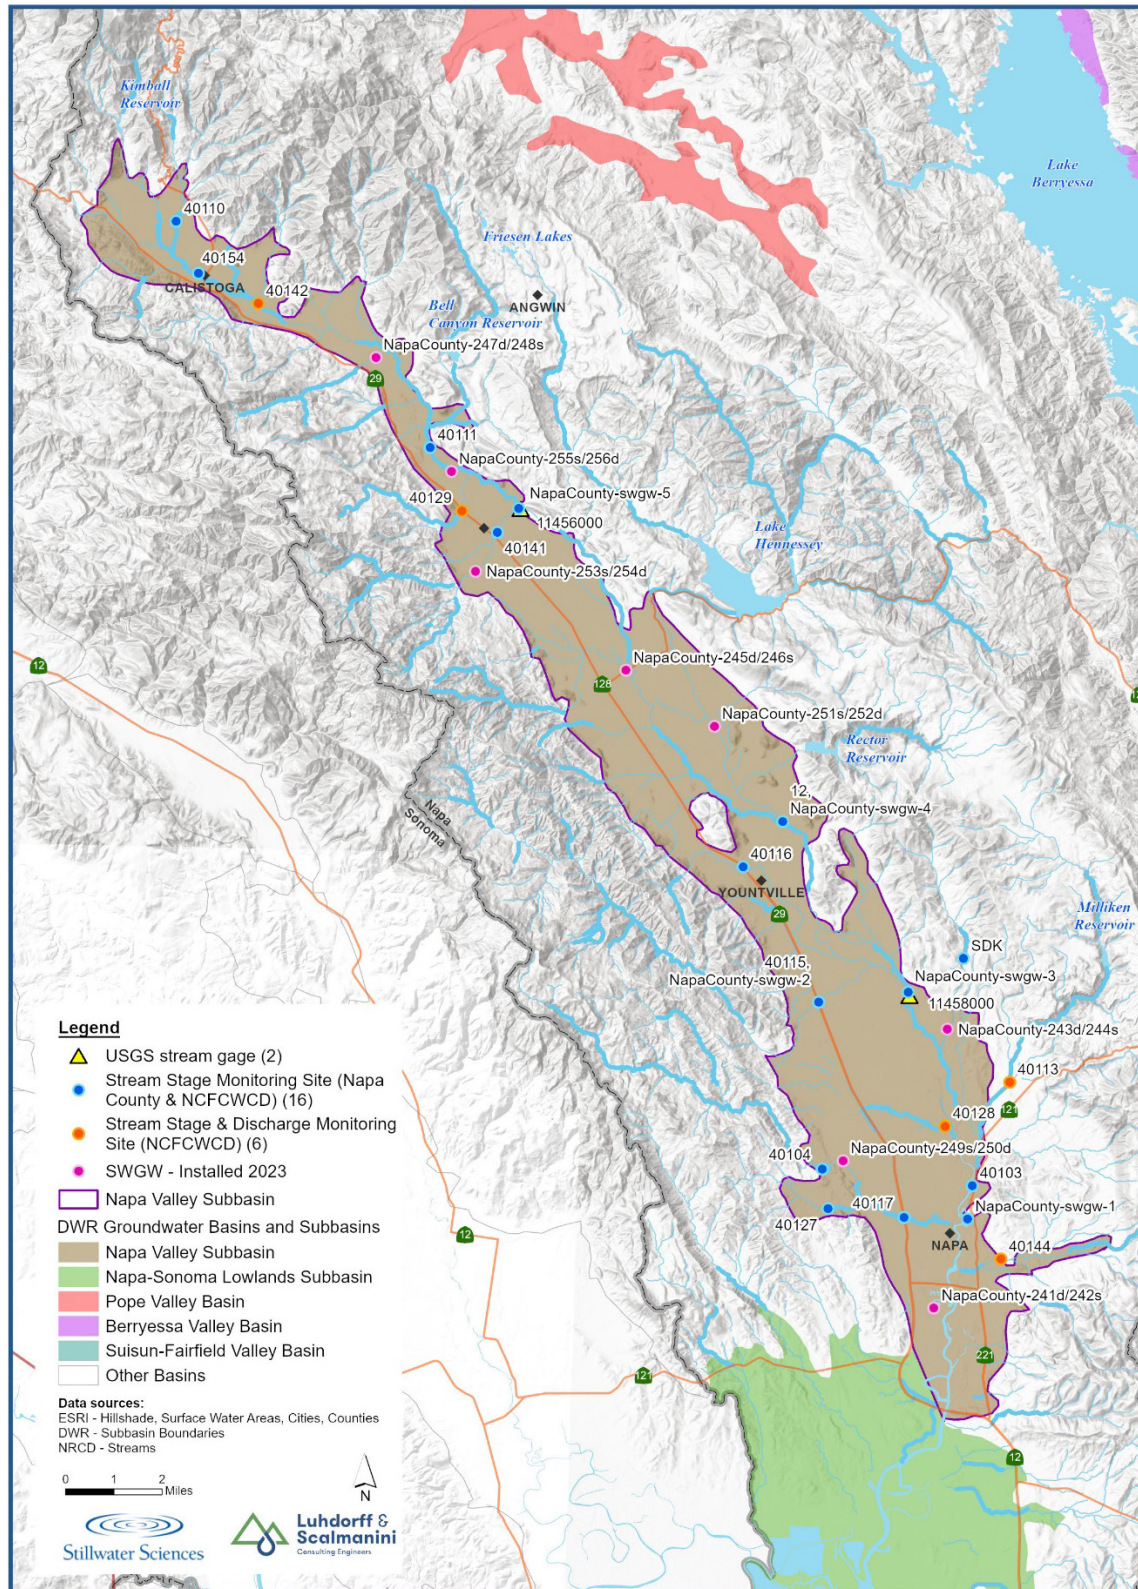 Kimball
Reservoir
Lake
Berryessa
40110
Friesen Lakes
40154
CALISTOGA
40142
ANGWIN
Bell
Canyon Reservoir
NapaCounty-247d/248s
29
40111
NapaCounty-255s/256d
40129
NapaCounty-swgw-5
11456000
40141
Lake
Hennessey
NapaCounty-253s/254d
12
NapaCounty-245d/246s
128
NapaCounty-251s/252d
Rector
Reservoir
12,
NapaCounty-swgw-4
Napa
Sonoma
40116
YOUNTVILLE
29
Milliken
Reservoir
SDK
40115,
NapaCounty-swgw-2
NapaCounty-swgw-3
11458000
NapaCounty-243d/244s
40113
121
40128
NapaCounty-249s/250d
40104
40103
40127
40117
NapaCounty-swgw-1
NAPA
40144
12
NapaCounty-241d/242s
221
121
12
Legend
USGS stream gage (2)
Stream Stage Monitoring Site (Napa
County & NCFCWCD) (16)
Stream Stage & Discharge Monitoring
Site (NCFCWCD) (6)
SWGW - Installed 2023
Napa Valley Subbasin
DWR Groundwater Basins and Subbasins
Napa Valley Subbasin
Napa-Sonoma Lowlands Subbasin
Pope Valley Basin
Berryessa Valley Basin
Suisun-Fairfield Valley Basin
Other Basins
Data sources:
ESRI - Hillshade, Surface Water Areas, Cities, Counties
DWR - Subbasin Boundaries
NRCD - Streams
0 1 2
Miles
N
Stillwater Sciences
Luhdorff &
Scalmanini
Consulting Engineers